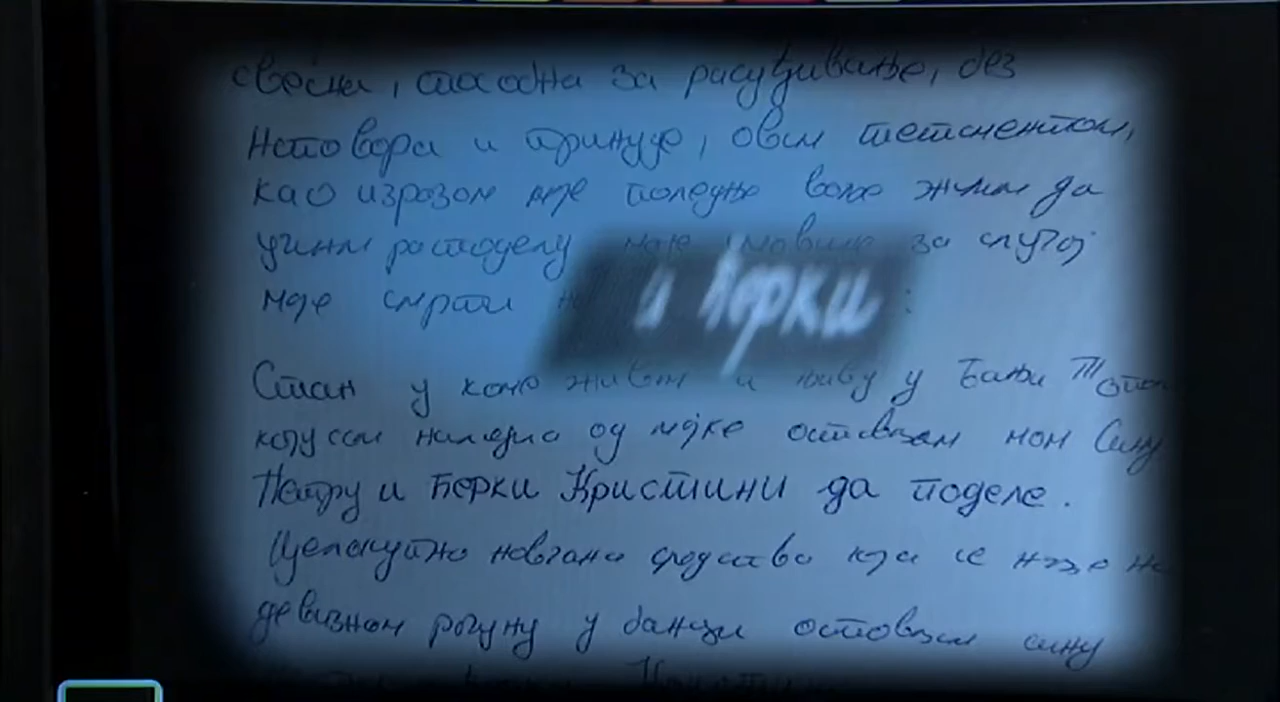 свесна, способна за расуђивање, без
наговора и принуде, овим тестаментом,
као изразом моје последње воље желим да
учиним расподелу моје имовине за случај
моје смрти
и ћерки
Стан у коме живим у Бањи
коју сам наследила од мајке остављам мом сину
Петру и ћерки Кристини да поделе.
Целокупно новчана средства која се налазе на
девизном рачуну у банци остављам сину